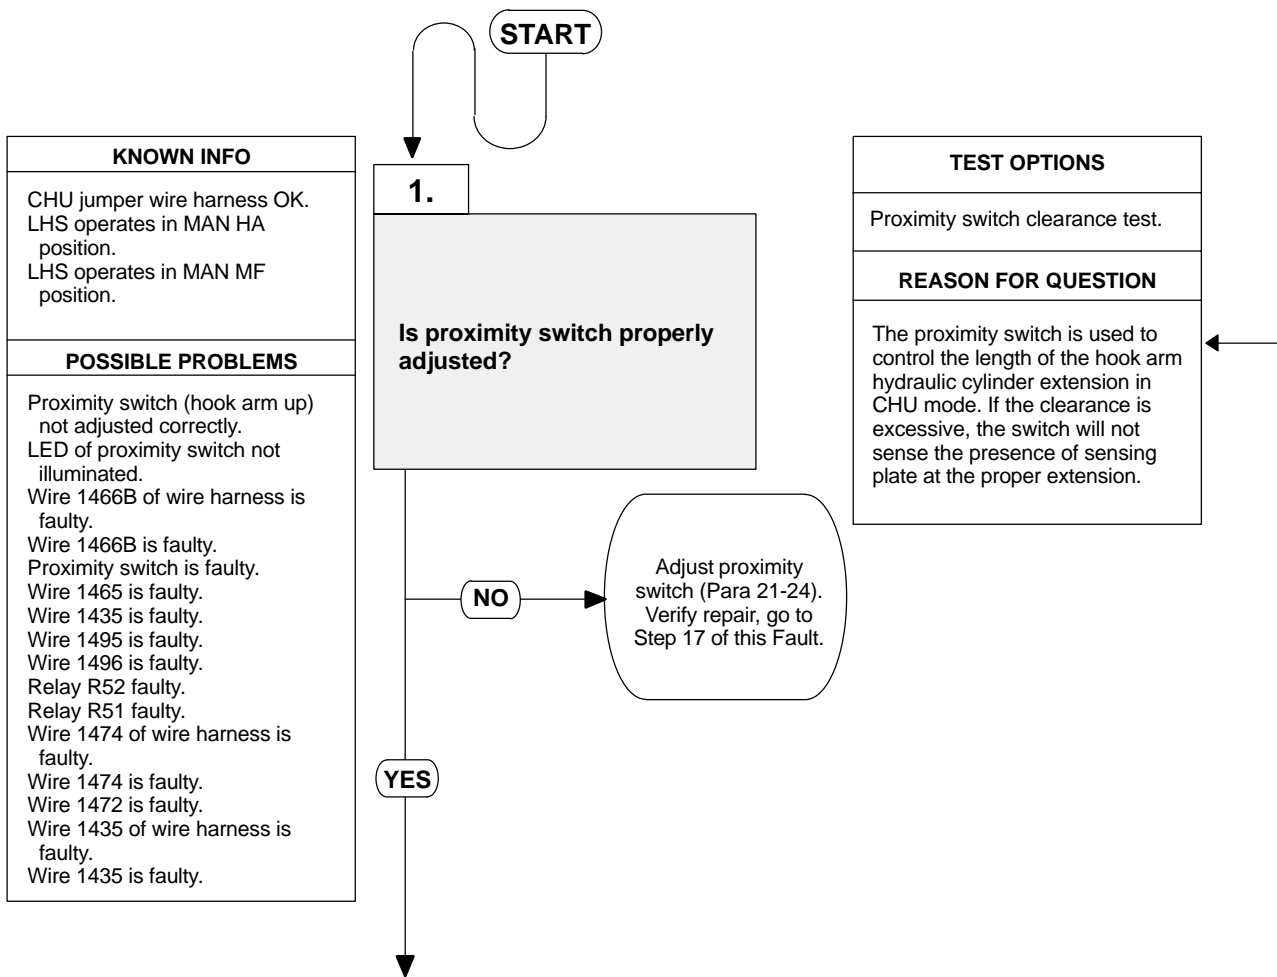 START
KNOWN INFO
CHU jumper wire harness OK.
LHS operates in MAN HA
position.
LHS operates in MAN MF
position.
POSSIBLE PROBLEMS
Proximity switch (hook arm up)
not adjusted correctly.
LED of proximity switch not
illuminated.
Wire 1466B of wire harness is
faulty.
Wire 1466B is faulty.
Proximity switch is faulty.
Wire 1465 is faulty.
Wire 1435 is faulty.
Wire 1495 is faulty.
Wire 1496 is faulty.
Relay R52 faulty.
Relay R51 faulty.
Wire 1474 of wire harness is
faulty.
Wire 1474 is faulty.
Wire 1472 is faulty.
Wire 1435 of wire harness is
faulty.
Wire 1435 is faulty.
1.
Is proximity switch properly
adjusted?
NO
Adjust proximity
switch (Para 21-24).
Verify repair, go to
Step 17 of this Fault.
YES
TEST OPTIONS
Proximity switch clearance test.
REASON FOR QUESTION
The proximity switch is used to
control the length of the hook arm
hydraulic cylinder extension in
CHU mode. If the clearance is
excessive, the switch will not
sense the presence of sensing
plate at the proper extension.